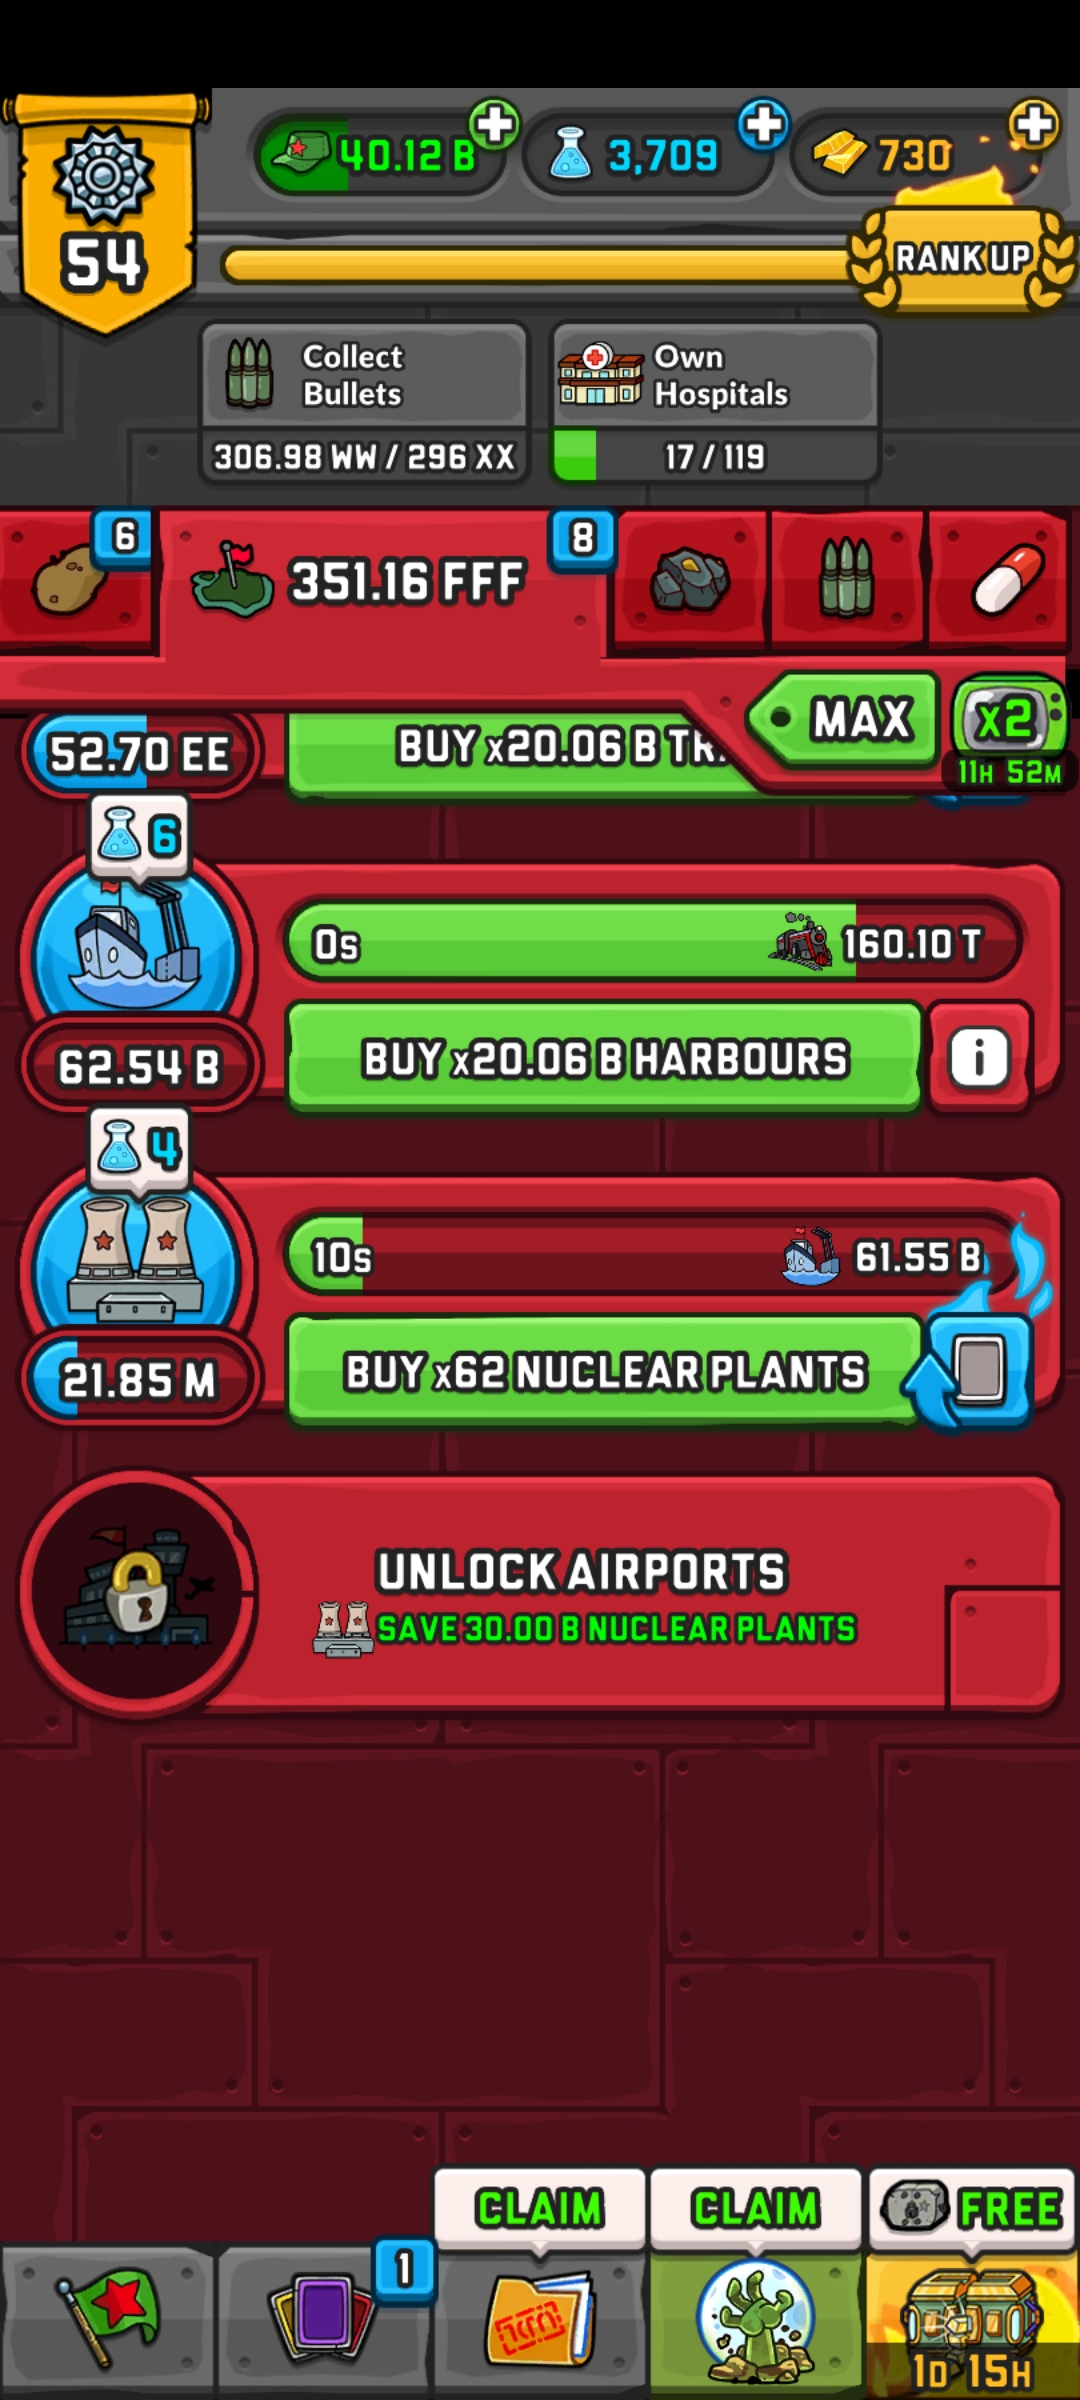 54
40.12 B
3,709
730
RANK UP
Collect
Bullets
306.98 WW / 296 XX
Own
Hospitals
17 / 119
6
351.16 FFF
8
MAX
x2
11H 52M
52.70 EE
BUY x20.06 B
6
0s
160.10 T
62.54 B
BUY x20.06 B HARBOURS
i
4
10s
61.55 B
21.85 M
BUY x62 NUCLEAR PLANTS
UNLOCK AIRPORTS
SAVE 30.00 B NUCLEAR PLANTS
CLAIM
CLAIM
FREE
1
1D 15H